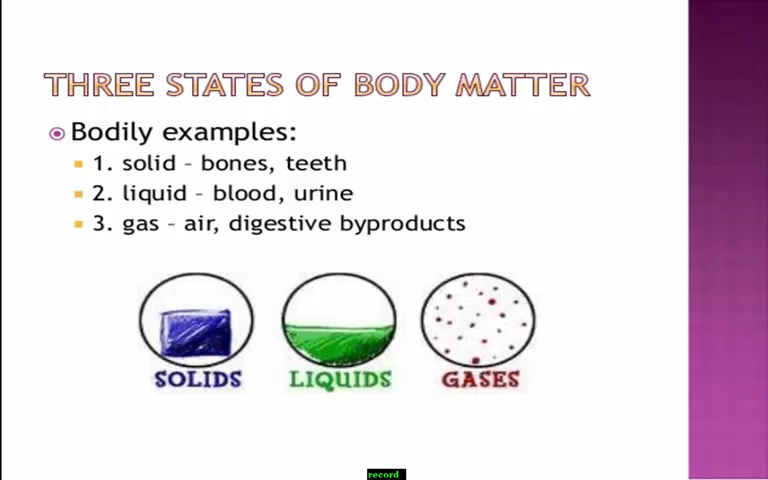 THREE STATES OF BODY MATTER
Bodily examples:
1. solid – bones, teeth
2. liquid – blood, urine
3. gas – air, digestive byproducts
SOLIDS LIQUIDS GASES
record